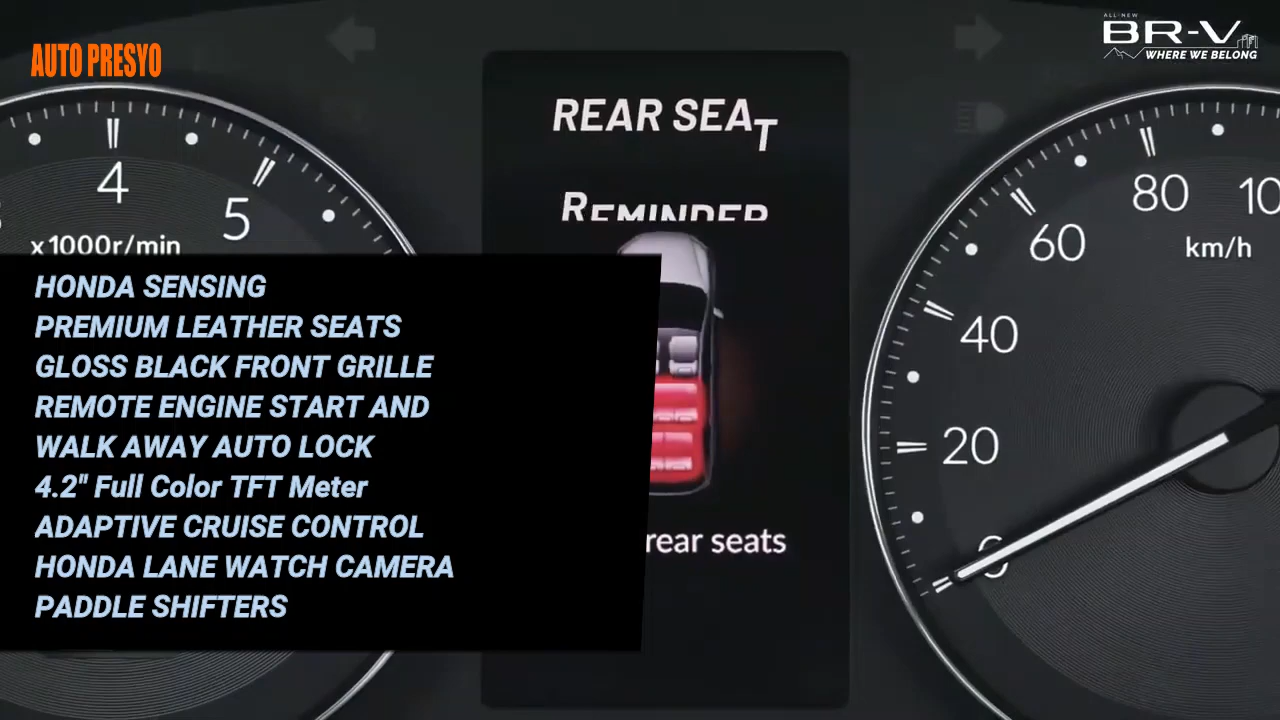 AUTO PRESYO
ALL-NEW
BR-V
WHERE WE BELONG
REAR SEAT
REMINDER
4
5
x1000r/min
80
60
km/h
40
20
0
HONDA SENSING
PREMIUM LEATHER SEATS
GLOSS BLACK FRONT GRILLE
REMOTE ENGINE START AND
WALK AWAY AUTO LOCK
4.2" Full Color TFT Meter
ADAPTIVE CRUISE CONTROL
HONDA LANE WATCH CAMERA
PADDLE SHIFTERS
rear seats